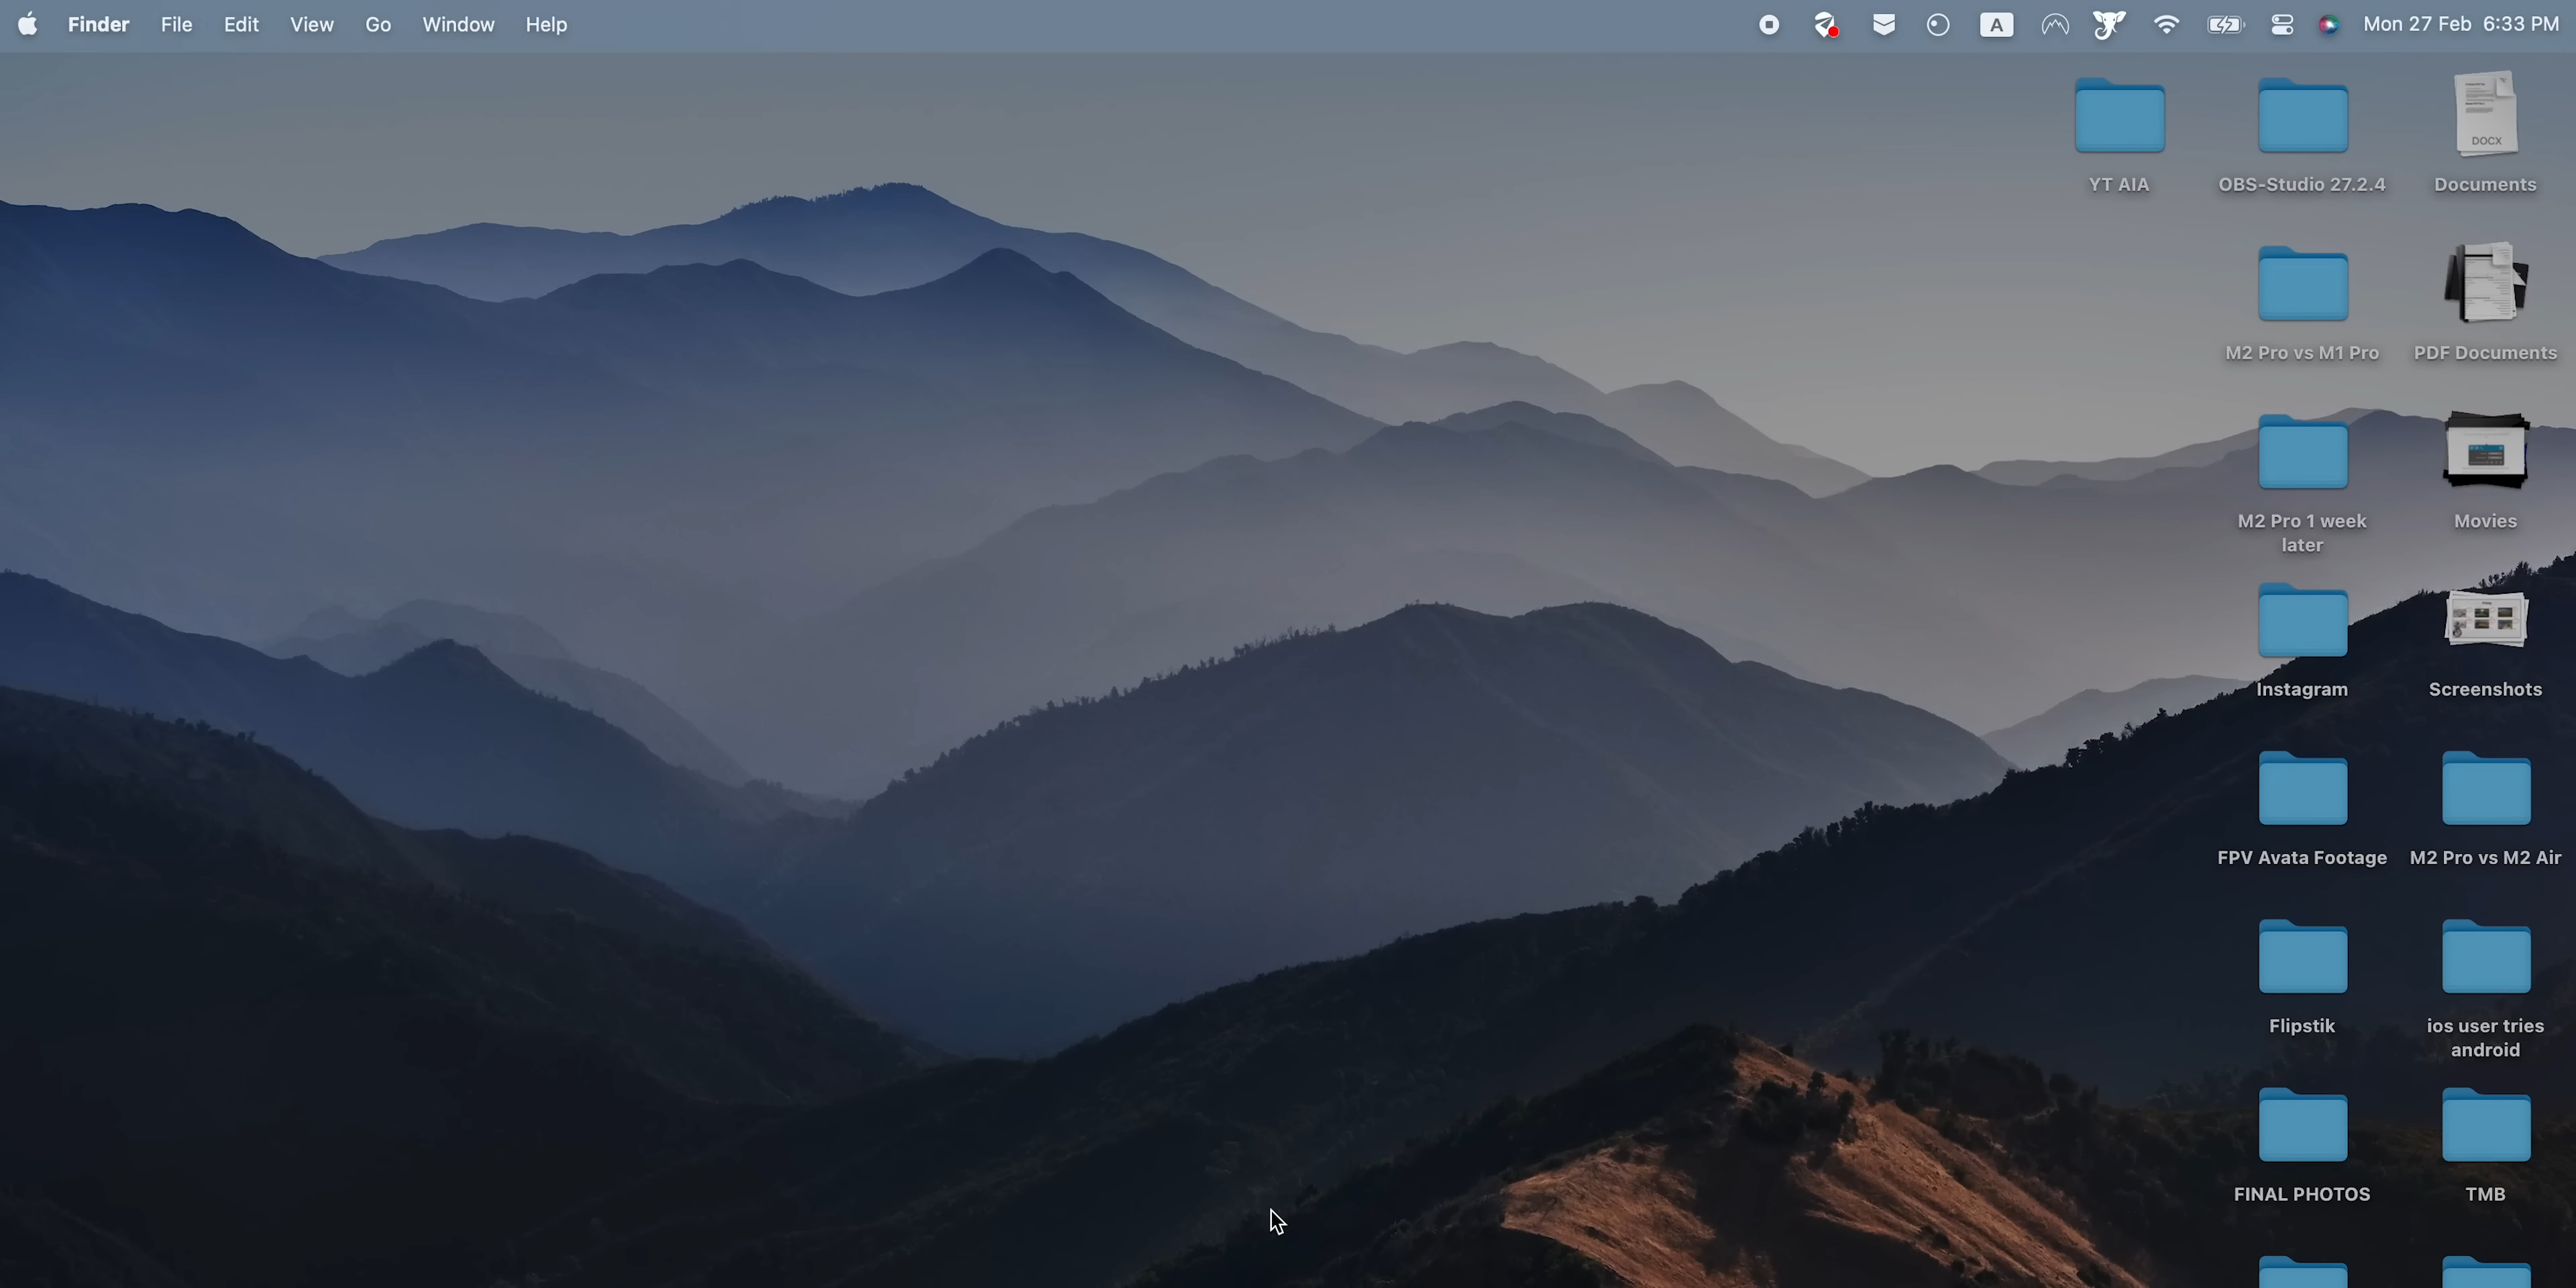 Finder File Edit View Go Window Help A Mon 27 Feb 6:33 PM
DOCX
YT AIA OBS-Studio 27.2.4 Documents
M2 Pro vs M1 Pro PDF Documents
M2 Pro 1 week
later
Movies
Instagram Screenshots
FPV Avata Footage M2 Pro vs M2 Air
Flipstik
ios user tries
android
FINAL PHOTOS TMB